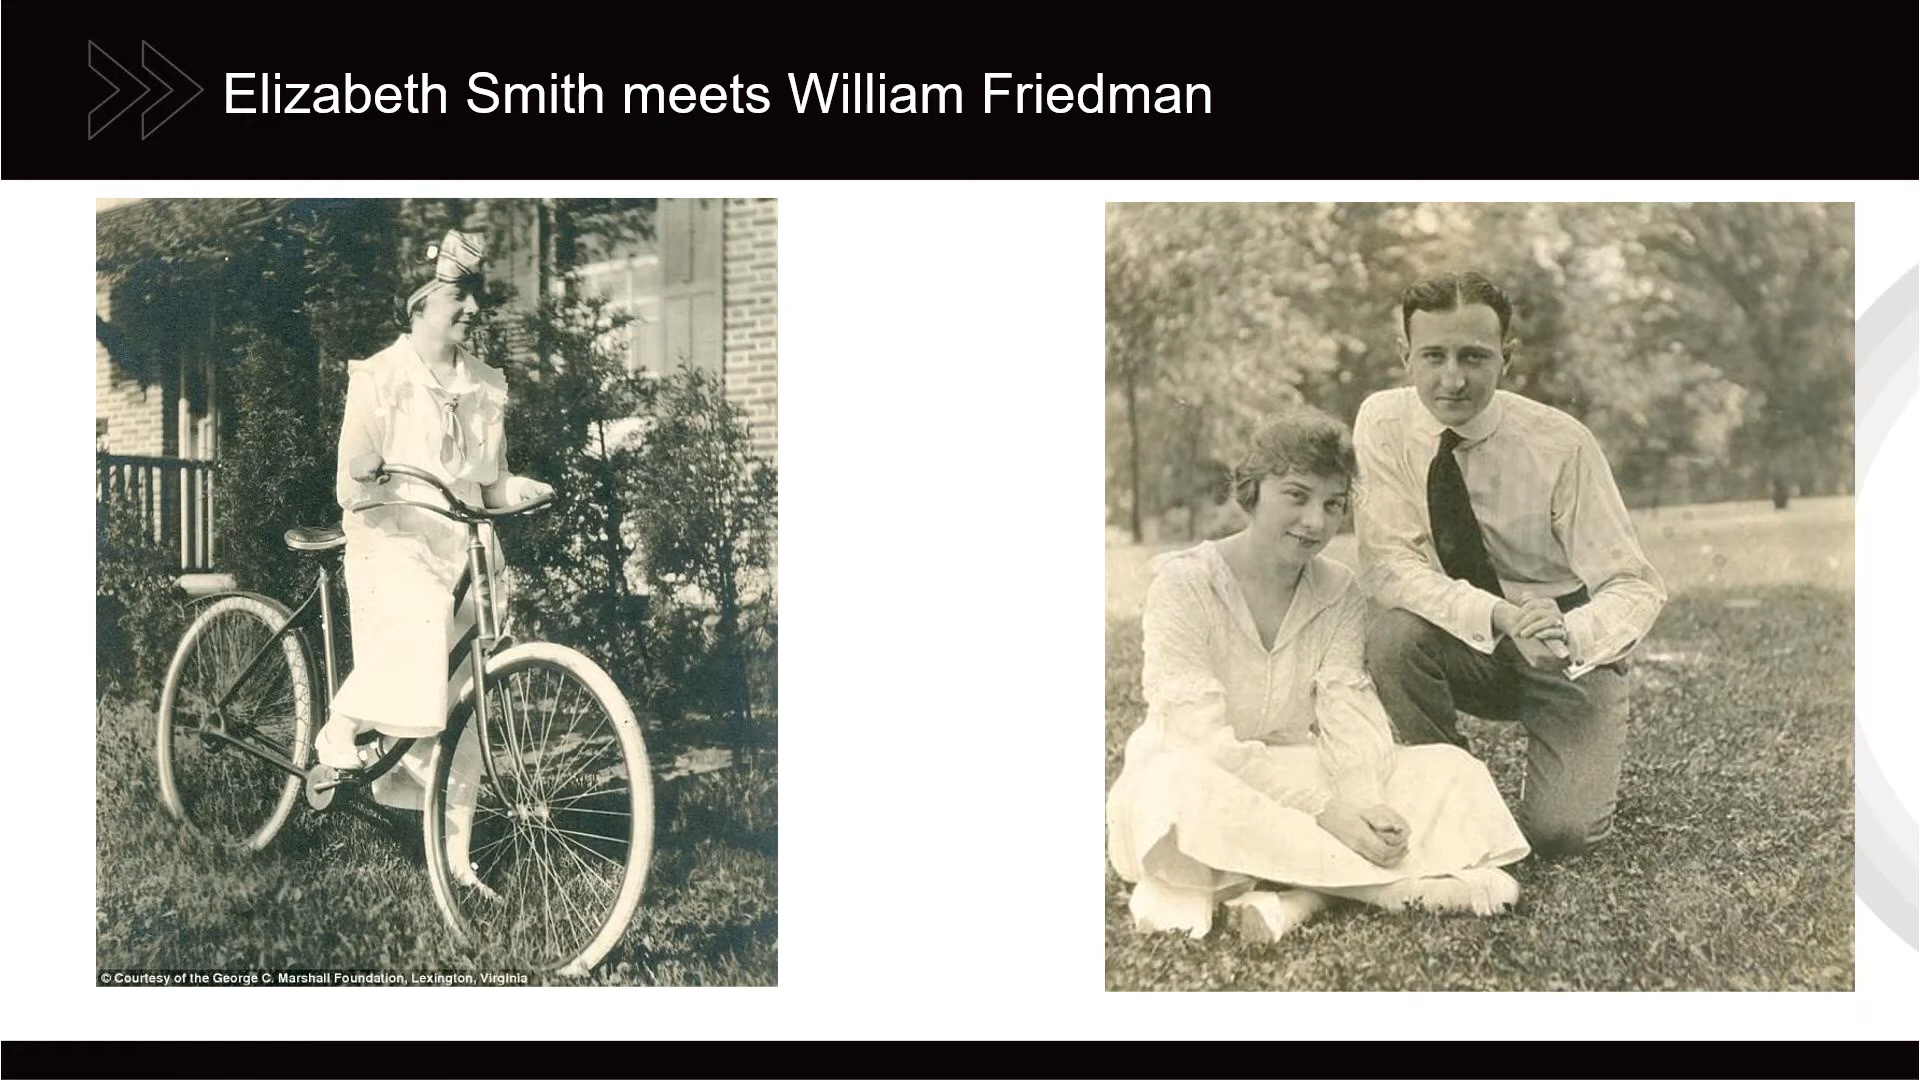 Elizabeth Smith meets William Friedman
© Courtesy of the George C. Marshall Foundation, Lexington, Virginia